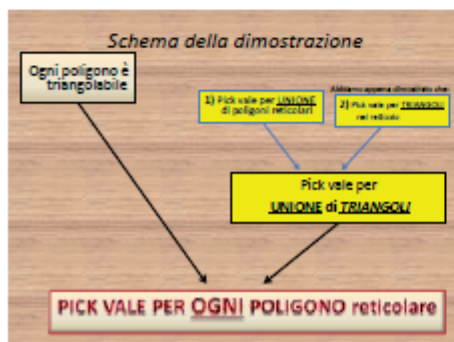 Schema della dimostrazione
Ogni poligono è
triangolabile
Abbiamo appena dimostrato che:
1) Pick vale per UNIONE
di poligoni reticolari
2) Pick vale per TRIANGOLI
nel reticolo
Pick vale per
UNIONE di TRIANGOLI
PICK VALE PER OGNI POLIGONO reticolare